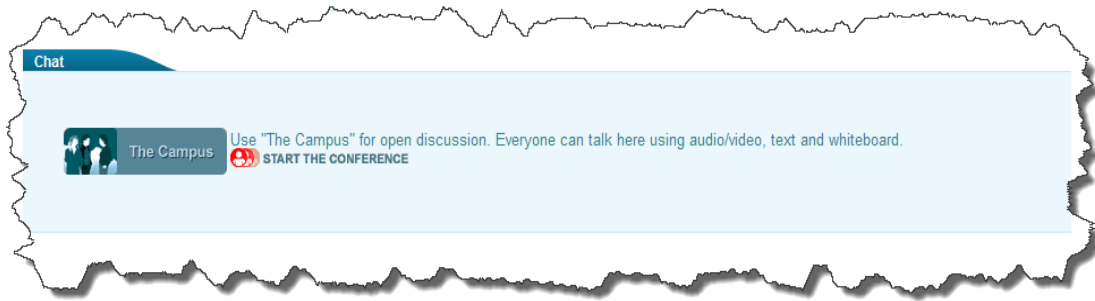 Chat
The Campus
Use "The Campus" for open discussion. Everyone can talk here using audio/video, text and whiteboard.
START THE CONFERENCE